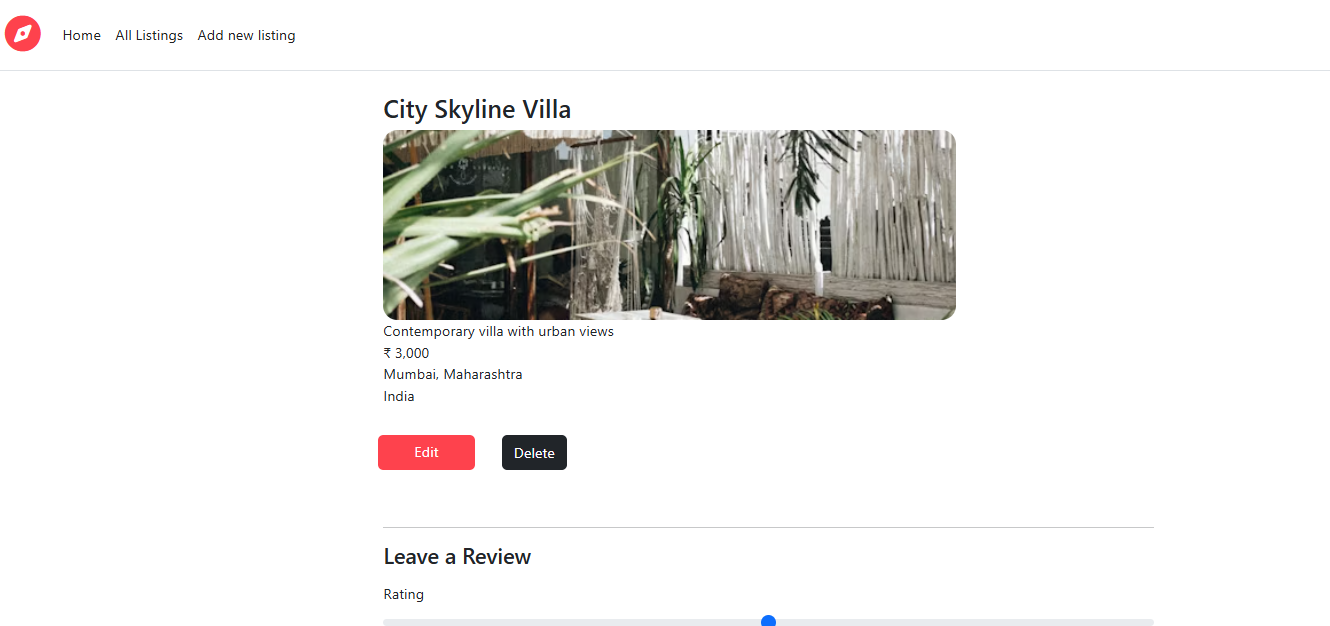 Home All Listings Add new listing
City Skyline Villa
Contemporary villa with urban views
₹ 3,000
Mumbai, Maharashtra
India
Edit Delete
Leave a Review
Rating